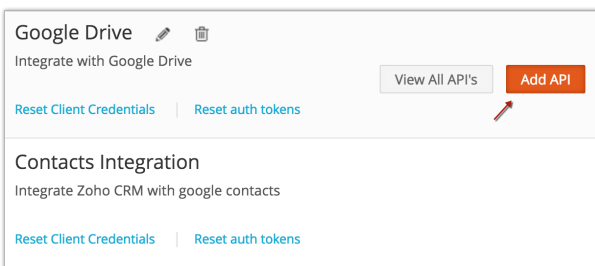 Google Drive
Integrate with Google Drive
View All API's
Add API
Reset Client Credentials
Reset auth tokens
Contacts Integration
Integrate Zoho CRM with google contacts
Reset Client Credentials
Reset auth tokens